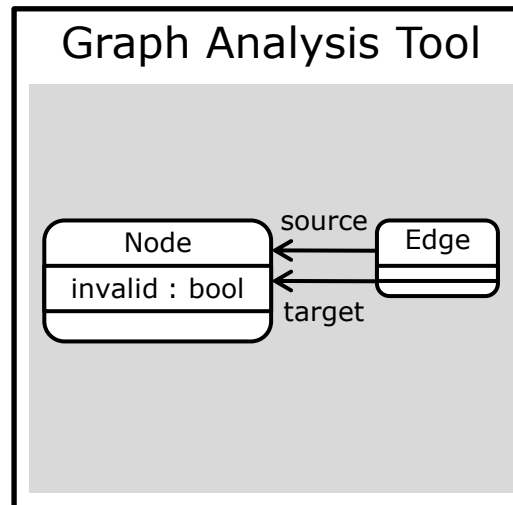 Graph Analysis Tool
source
Node
Edge
invalid : bool
target